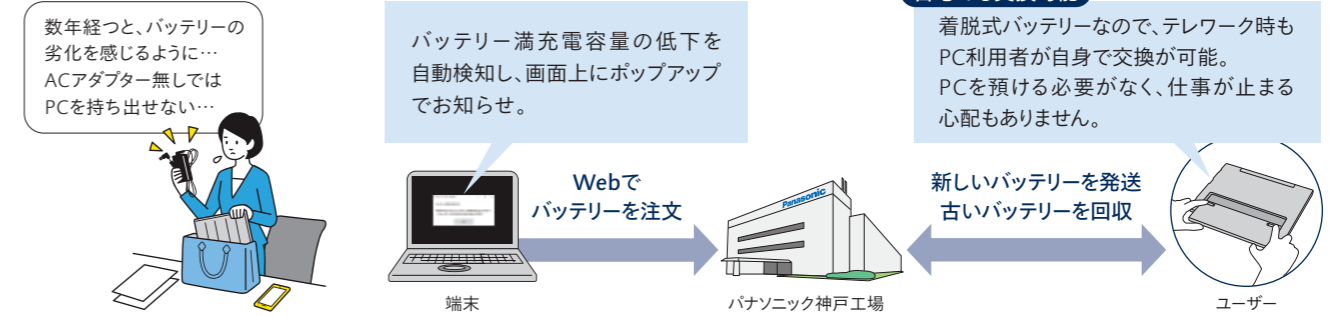 数年経つと、バッテリーの
劣化を感じるように…
ACアダプター無しでは
PCを持ち出せない…
バッテリー満充電容量の低下を
自動検知し、画面上にポップアップ
でお知らせ。
着脱式バッテリーなので、テレワーク時も
PC利用者が自身で交換が可能。
PCを預ける必要がなく、仕事が止まる
心配もありません。
Webで
バッテリーを注文
Panasonic
新しいバッテリーを発送
古いバッテリーを回収
端末
パナソニック神戸工場
ユーザー